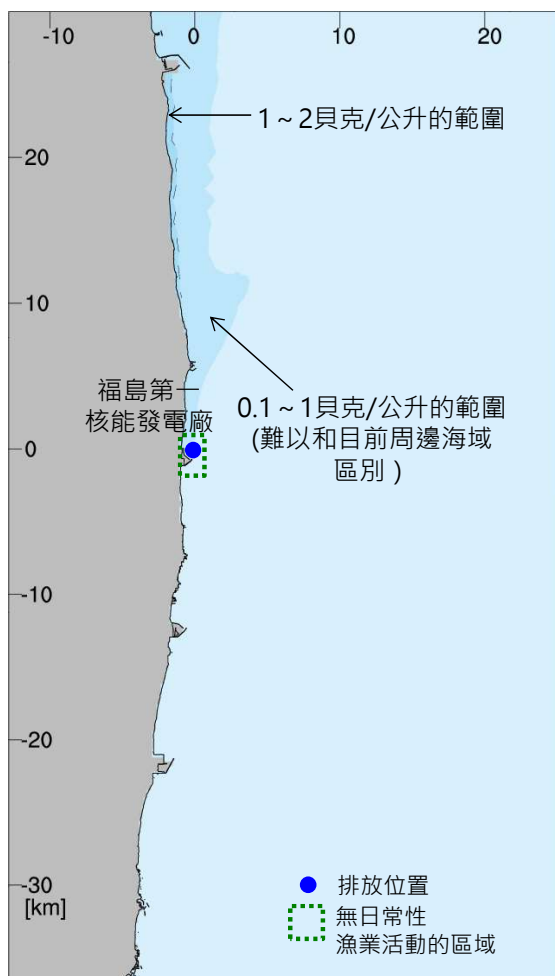 -10
0
10
20
1～2貝克/公升的範圍
20
10
福島第一
核能發電廠
0.1～1貝克/公升的範圍
(難以和目前周邊海域
區別)
0
-10
-20
-30
[km]
排放位置
無日常性
漁業活動的區域